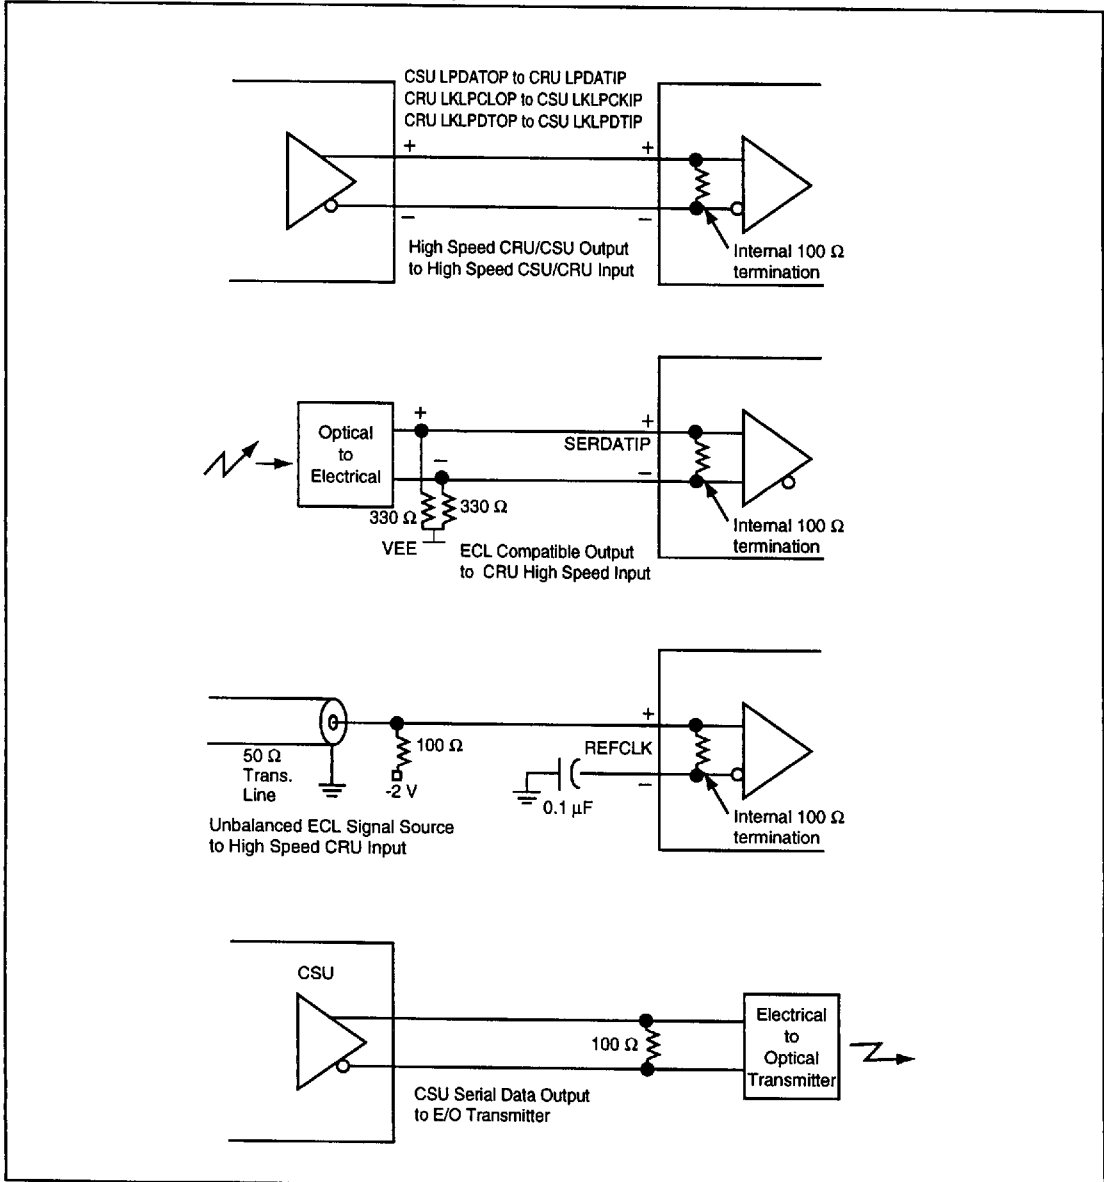 CSU LPDATOP to CRU LPDATIP
CRU LKLPCLOP to CSU LKLPCKIP
CRU LKLPDTOP to CSU LKLPDTIP
+
+
−
−
High Speed CRU/CSU Output
to High Speed CSU/CRU Input
Internal 100 Ω
termination
Optical
to
Electrical
+
−
330 Ω
330 Ω
VEE
+
SERDATIP
−
ECL Compatible Output
to CRU High Speed Input
Internal 100 Ω
termination
50 Ω
Trans.
Line
100 Ω
-2 V
+
REFCLK
−
0.1 µF
Unbalanced ECL Signal Source
to High Speed CRU Input
Internal 100 Ω
termination
CSU
100 Ω
Electrical
to
Optical
Transmitter
CSU Serial Data Output
to E/O Transmitter